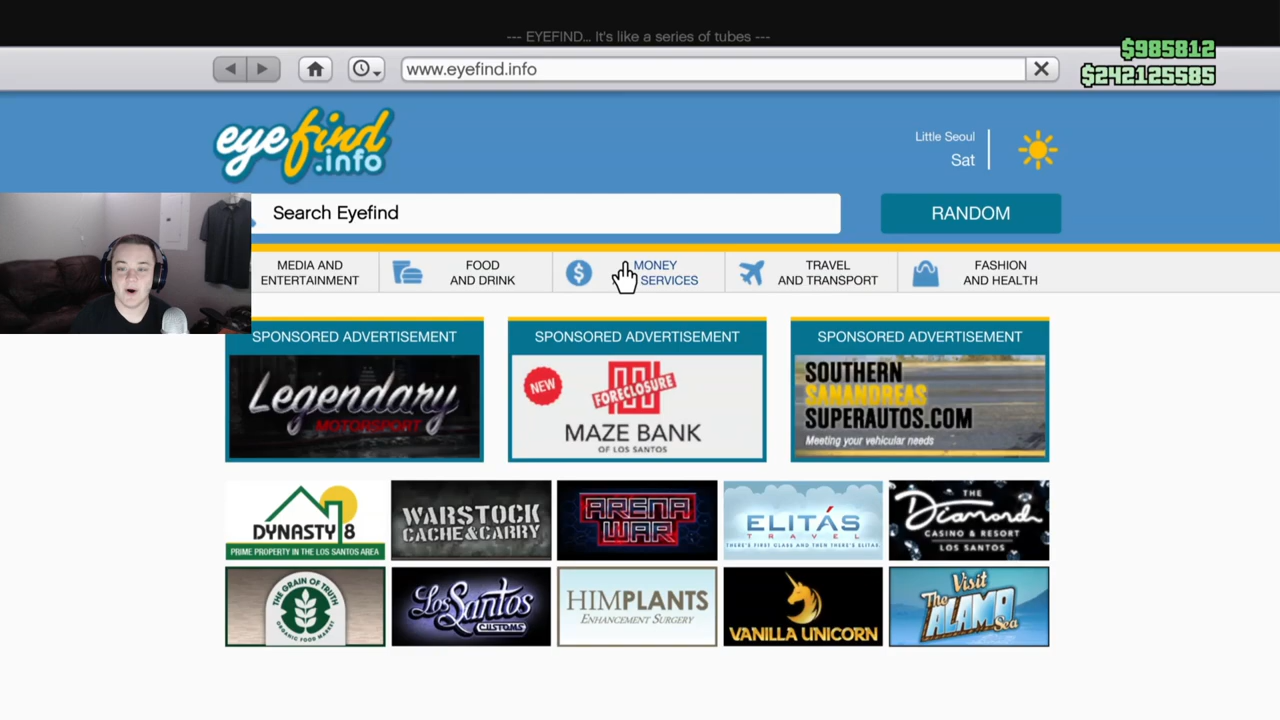 --- EYEFIND... It's like a series of tubes ---
$985812
www.eyefind.info
$242125585
eyefind
.info
Little Seoul
Sat
Search Eyefind
RANDOM
MEDIA AND
ENTERTAINMENT
FOOD
AND DRINK
MONEY
SERVICES
TRAVEL
AND TRANSPORT
FASHION
AND HEALTH
SPONSORED ADVERTISEMENT
SPONSORED ADVERTISEMENT
SPONSORED ADVERTISEMENT
Legendary
MOTORSPORT
NEW
FORECLOSURE
MAZE BANK
OF LOS SANTOS
SOUTHERN
SANANDREAS
SUPERAUTOS.COM
Meeting your vehicular needs
DYNASTY 8
PRIME PROPERTY IN THE LOS SANTOS AREA
WARSTOCK
CACHE & CARRY
ARENA
WAR
ELITÁS
TRAVEL
THERE'S FIRST CLASS AND THEN THERE'S ELITÁS
THE
Diamond
CASINO & RESORT
LOS SANTOS
THE GRAIN OF TRUTH
ORGANIC FOOD MARKET
Los Santos
CUSTOMS
HIMPLANTS
ENHANCEMENT SURGERY
VANILLA UNICORN
Visit
The ALAMO
Sea